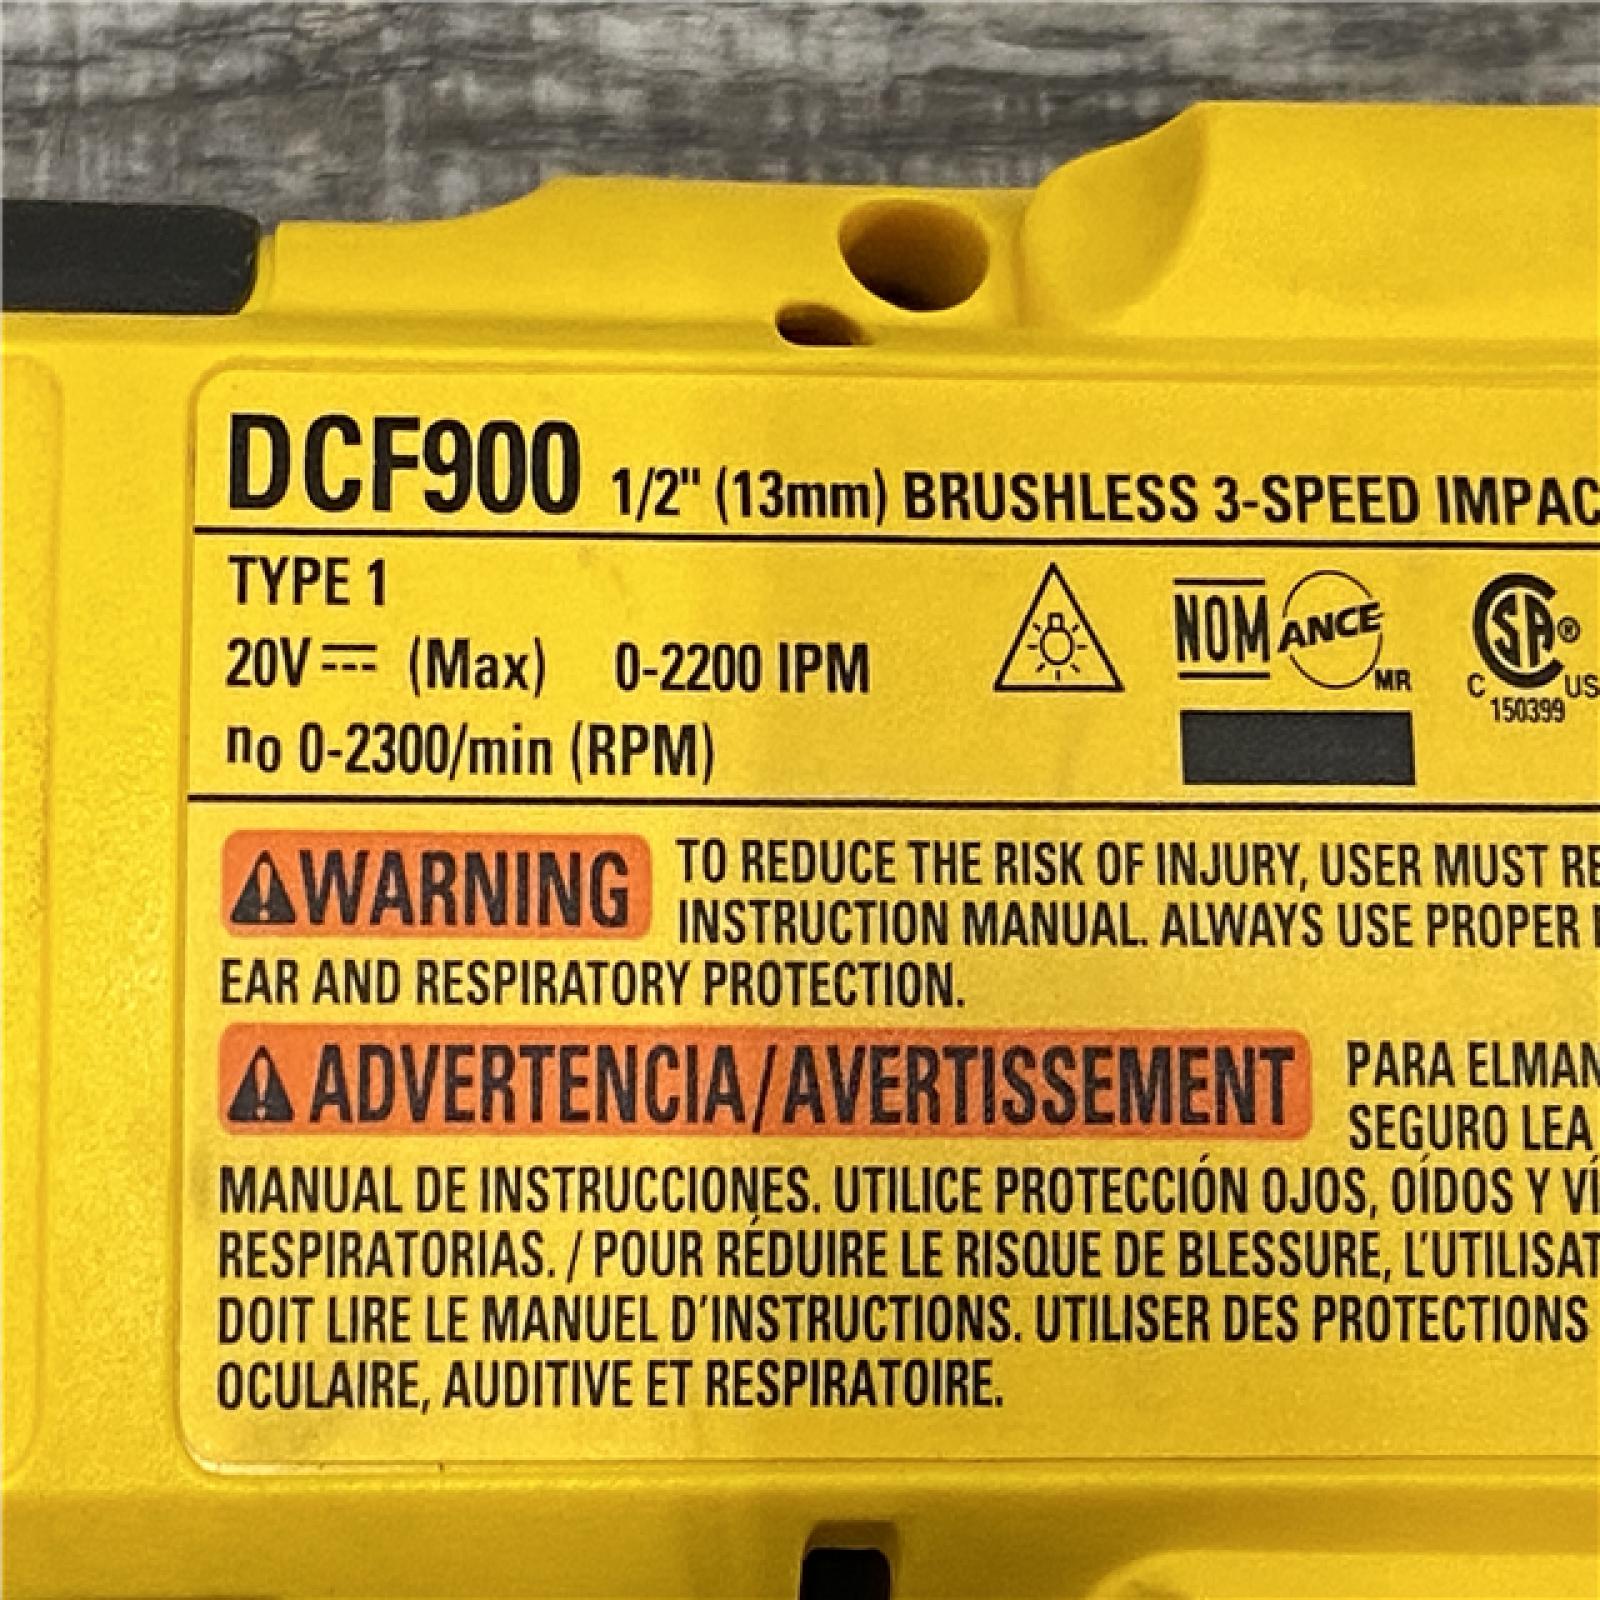 DCF900 1/2" (13mm) BRUSHLESS 3-SPEED IMPAC
TYPE 1
20V⎓ (Max) 0-2200 IPM
NOM ANCE MR
CSA®
C US
150399
no 0-2300/min (RPM)
WARNING TO REDUCE THE RISK OF INJURY, USER MUST RE
INSTRUCTION MANUAL. ALWAYS USE PROPER
EAR AND RESPIRATORY PROTECTION.
ADVERTENCIA/AVERTISSEMENT PARA ELMAN
SEGURO LEA
MANUAL DE INSTRUCCIONES. UTILICE PROTECCIÓN OJOS, OÍDOS Y VÍ
RESPIRATORIAS. / POUR RÉDUIRE LE RISQUE DE BLESSURE, L'UTILISAT
DOIT LIRE LE MANUEL D'INSTRUCTIONS. UTILISER DES PROTECTIONS
OCULAIRE, AUDITIVE ET RESPIRATOIRE.